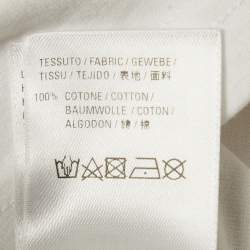 TESSUTO / FABRIC / GEWEBE /
TISSU / TEJIDO / 表地 / 面料
100% COTONE / COTTON /
BAUMWOLLE / COTON /
ALGODON / 綿 / 棉